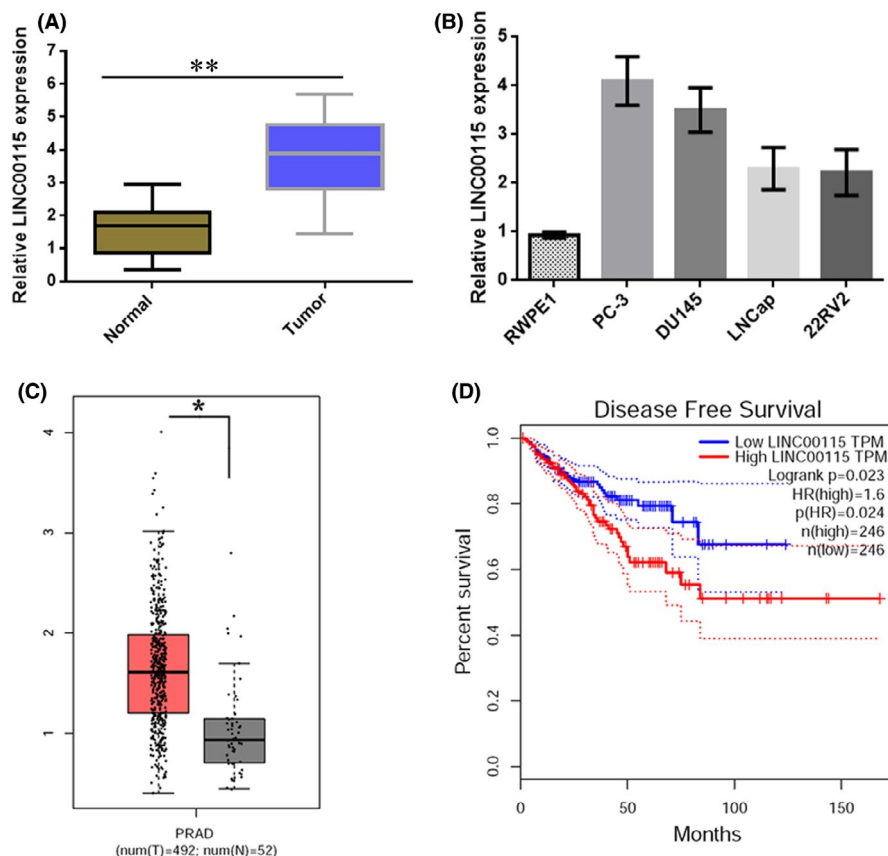 (A)
Relative LINC00115 expression
7
6
5
4
3
2
1
0
**
Normal
Tumor
(B)
Relative LINC00115 expression
5
4
3
2
1
0
RWPE1
PC-3
DU145
LNCap
22RV2
(C)
4
3
2
1
*
PRAD
(num(T)=492; num(N)=52)
(D)
Disease Free Survival
Low LINC00115 TPM
High LINC00115 TPM
Logrank p=0.023
HR(high)=1.6
p(HR)=0.024
n(high)=246
n(low)=246
Percent survival
1.0
0.8
0.6
0.4
0.2
0.0
0
50
100
150
Months